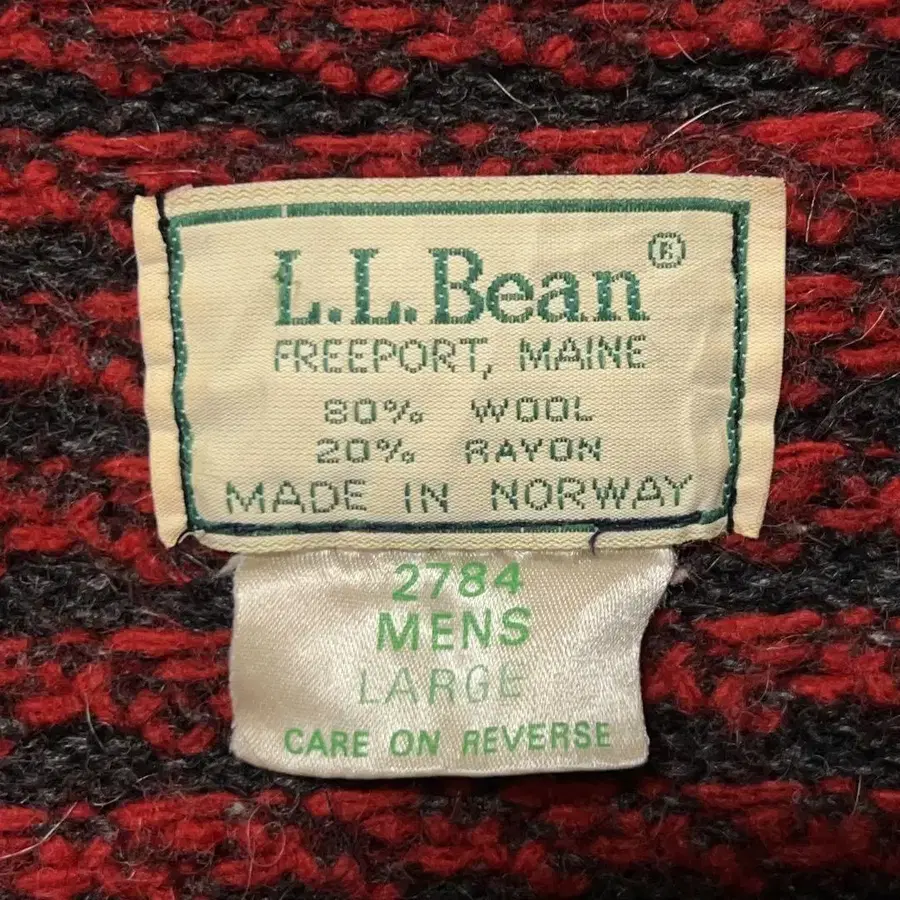 L.L.Bean®
FREEPORT, MAINE
80% WOOL
20% RAYON
MADE IN NORWAY
2784
MENS
LARGE
CARE ON REVERSE